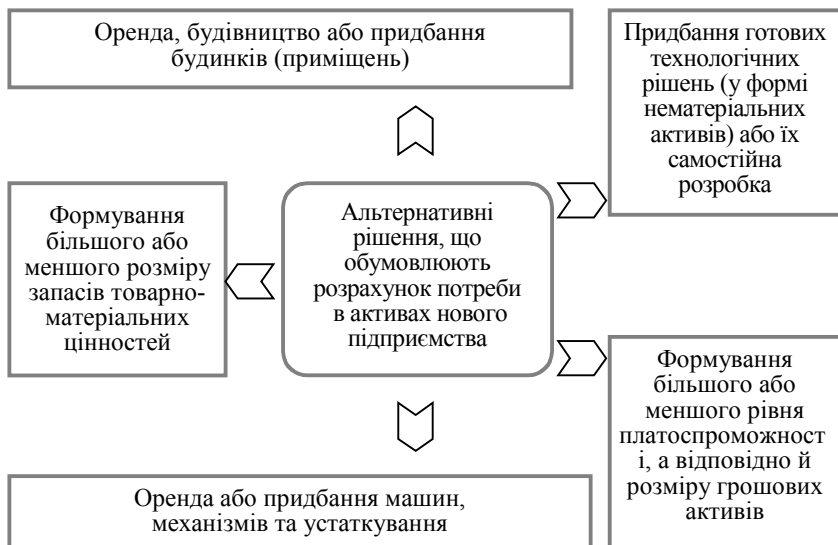 Оренда, будівництво або придбання
будинків (приміщень)
Придбання готових
технологічних
рішень (у формі
нематеріальних
активів) або їх
самостійна
розробка
Формування
більшого або
меншого розміру
запасів товарно-
матеріальних
цінностей
Альтернативні
рішення, що
обумовлюють
розрахунок потреби
в активах нового
підприємства
Формування
більшого або
меншого рівня
платоспроможност
і, а відповідно й
розміру грошових
активів
Оренда або придбання машин,
механізмів та устаткування